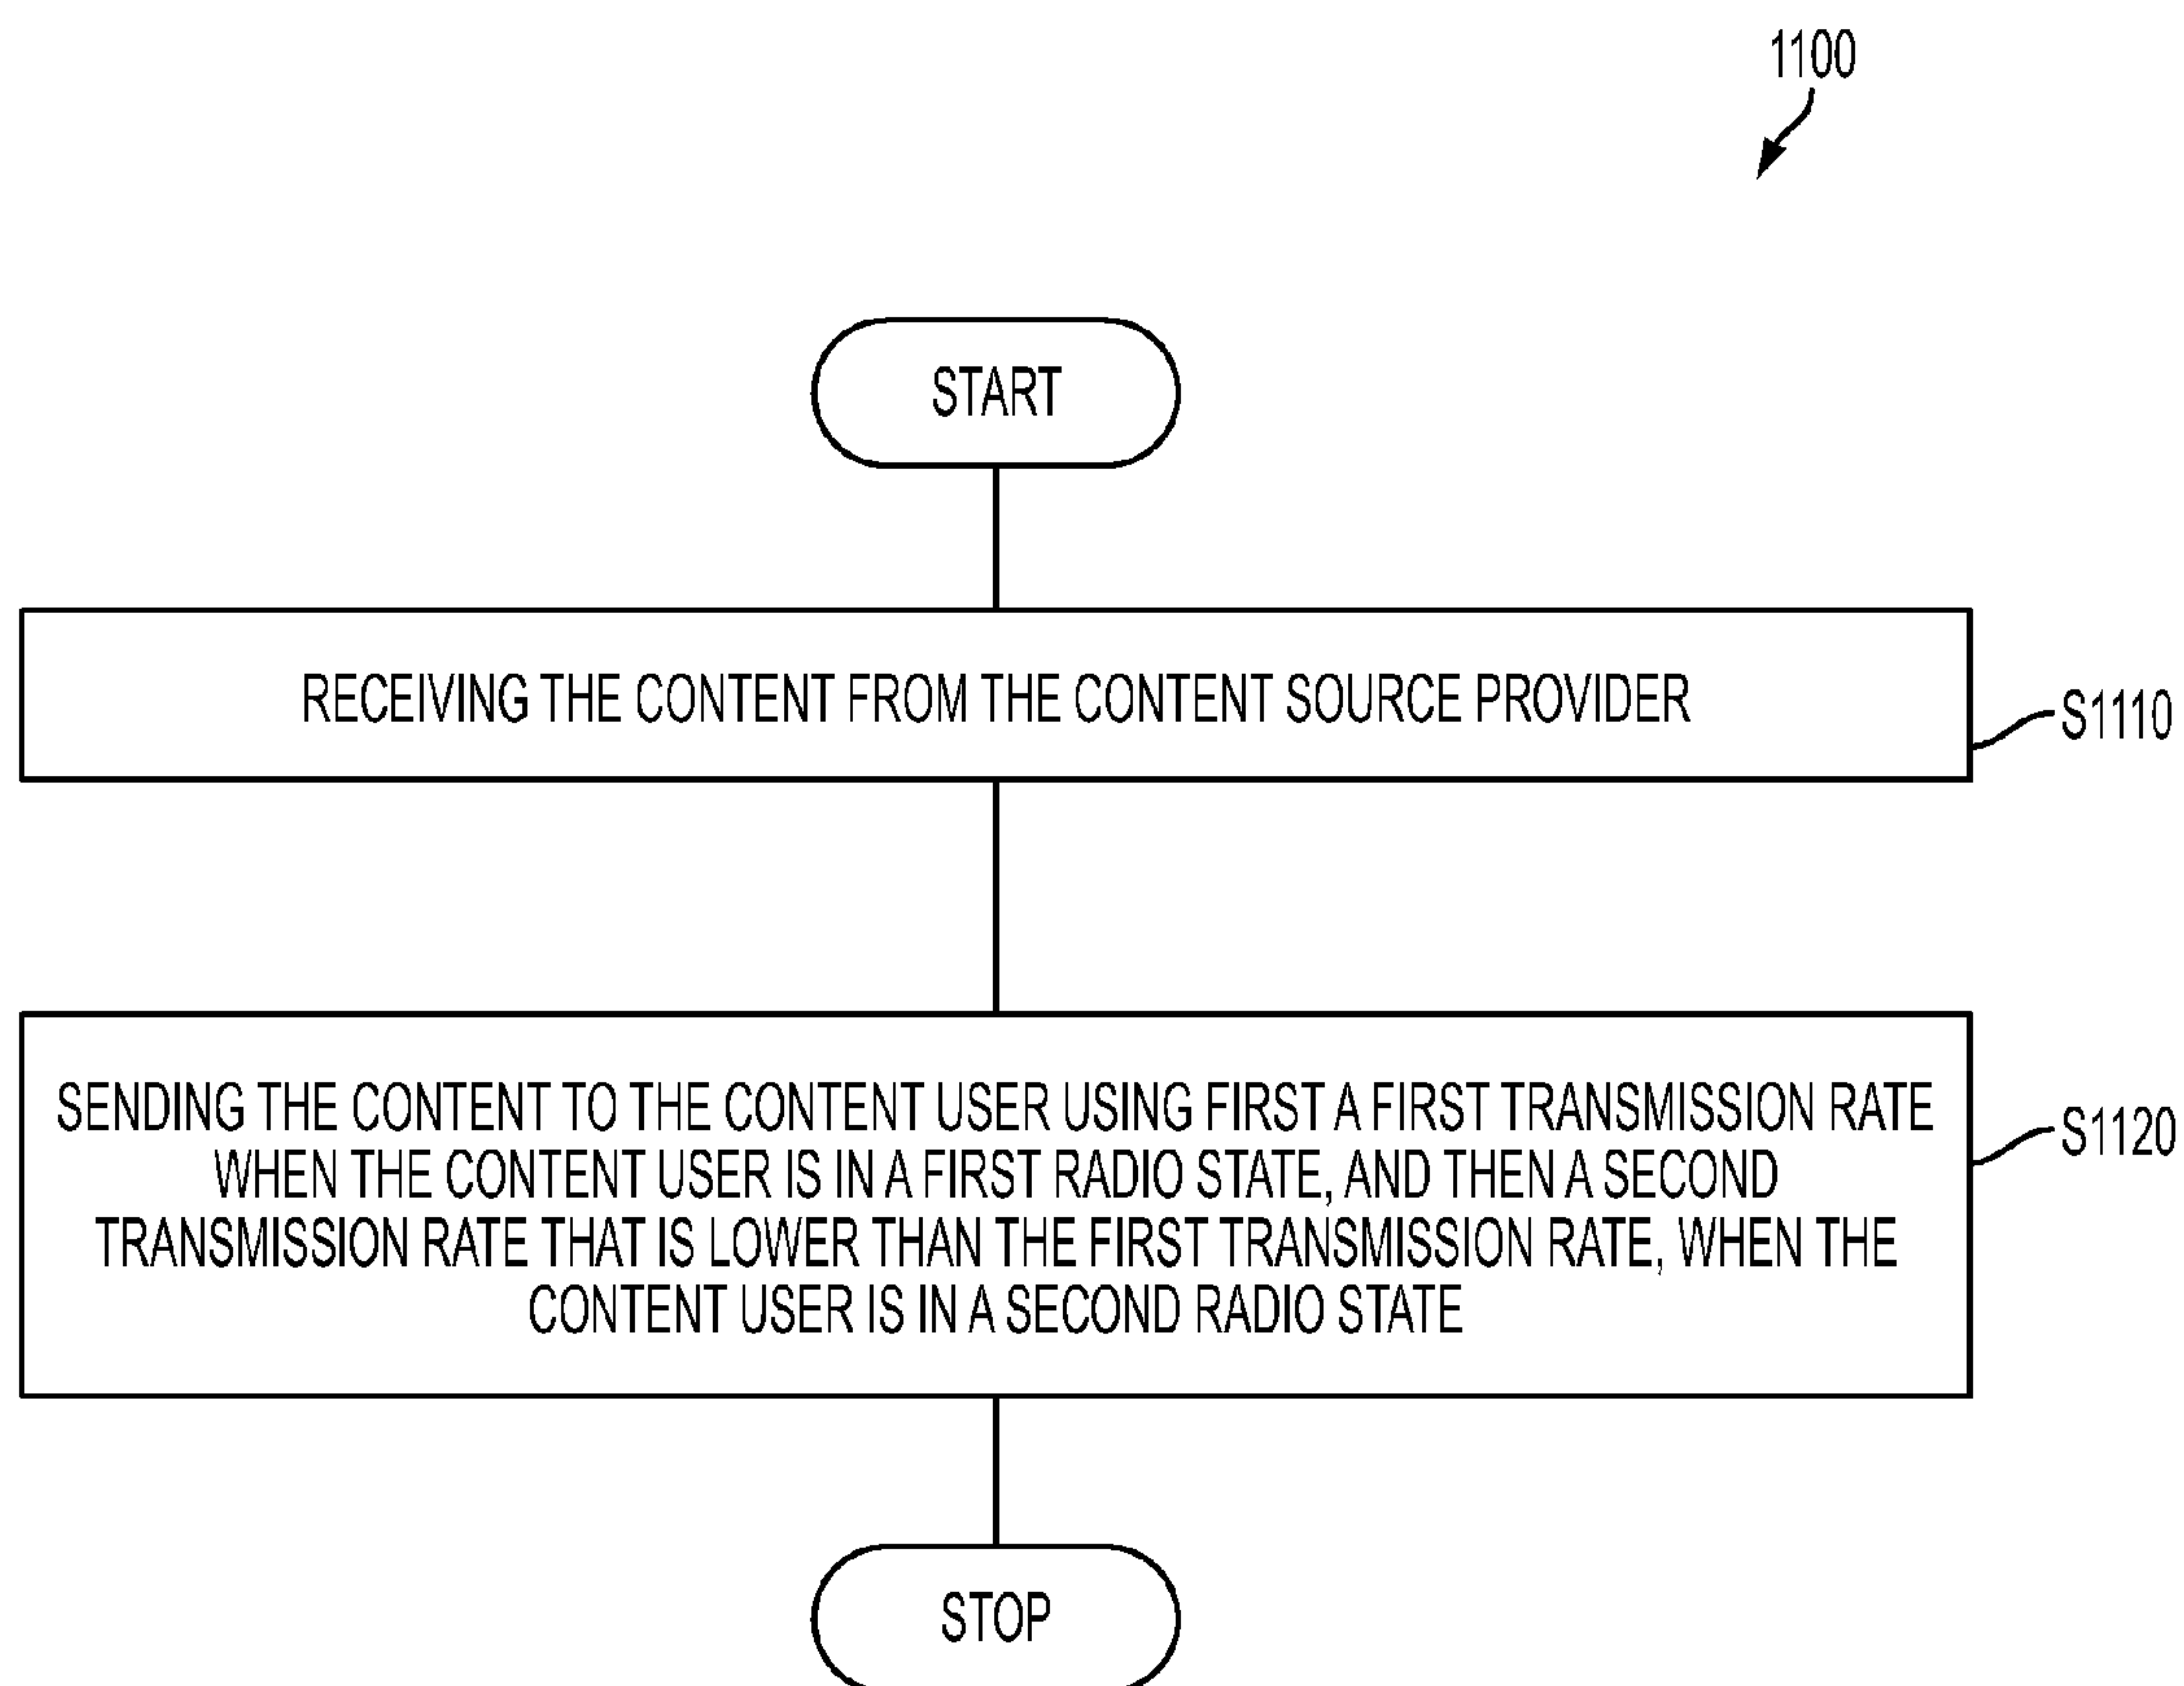 1100
START
RECEIVING THE CONTENT FROM THE CONTENT SOURCE PROVIDER
S1110
SENDING THE CONTENT TO THE CONTENT USER USING FIRST A FIRST TRANSMISSION RATE
WHEN THE CONTENT USER IS IN A FIRST RADIO STATE, AND THEN A SECOND
TRANSMISSION RATE THAT IS LOWER THAN THE FIRST TRANSMISSION RATE, WHEN THE
CONTENT USER IS IN A SECOND RADIO STATE
S1120
STOP